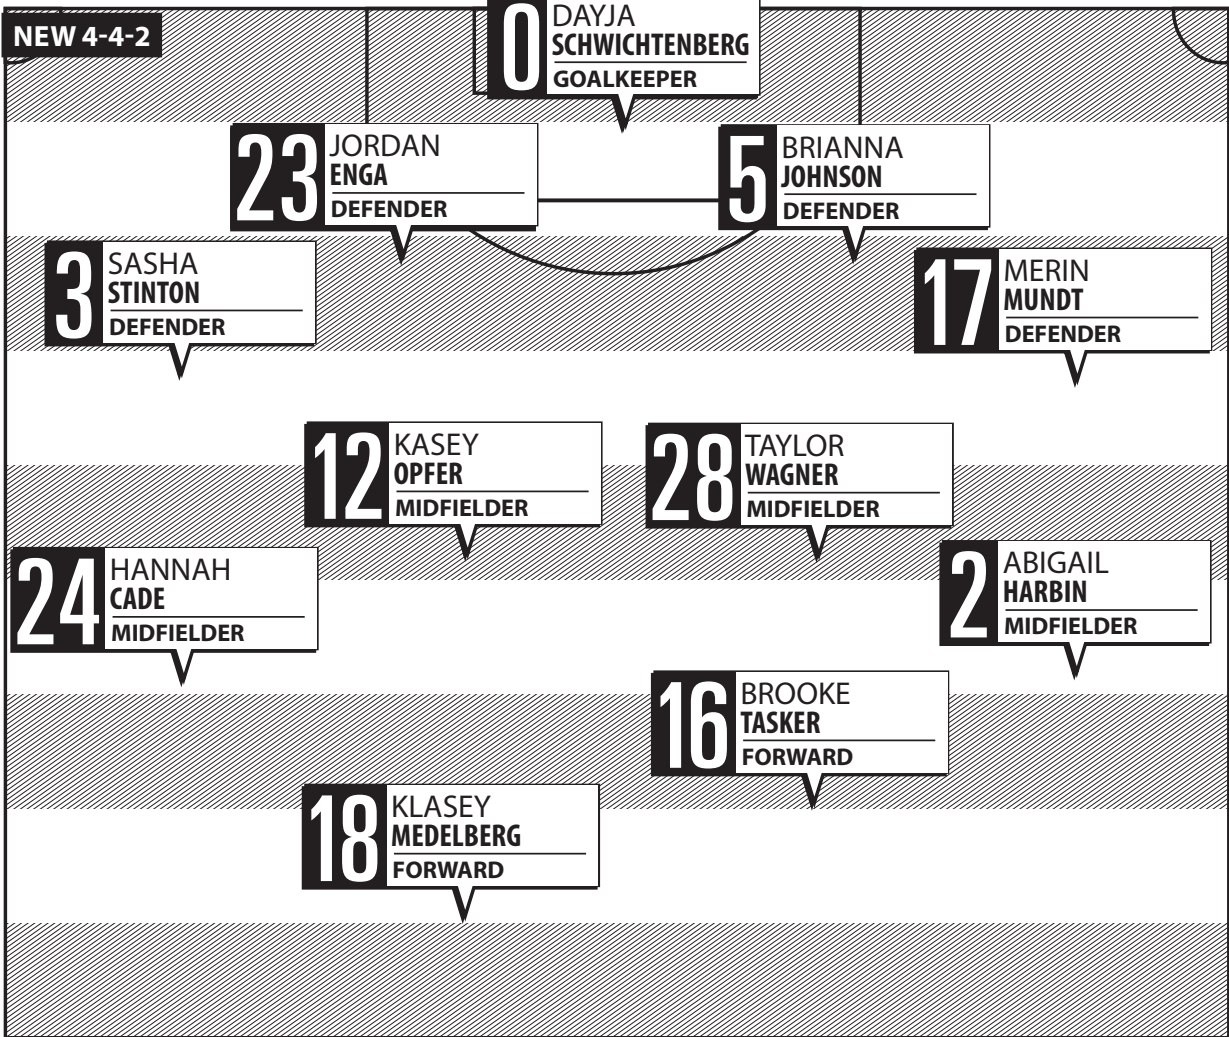 NEW 4-4-2
0
DAYJA
SCHWICHTENBERG
GOALKEEPER
23
JORDAN
ENGA
DEFENDER
5
BRIANNA
JOHNSON
DEFENDER
3
SASHA
STINTON
DEFENDER
17
MERIN
MUNDT
DEFENDER
12
KASEY
OPFER
MIDFIELDER
28
TAYLOR
WAGNER
MIDFIELDER
24
HANNAH
CADE
MIDFIELDER
2
ABIGAIL
HARBIN
MIDFIELDER
16
BROOKE
TASKER
FORWARD
18
KLASEY
MEDELBERG
FORWARD